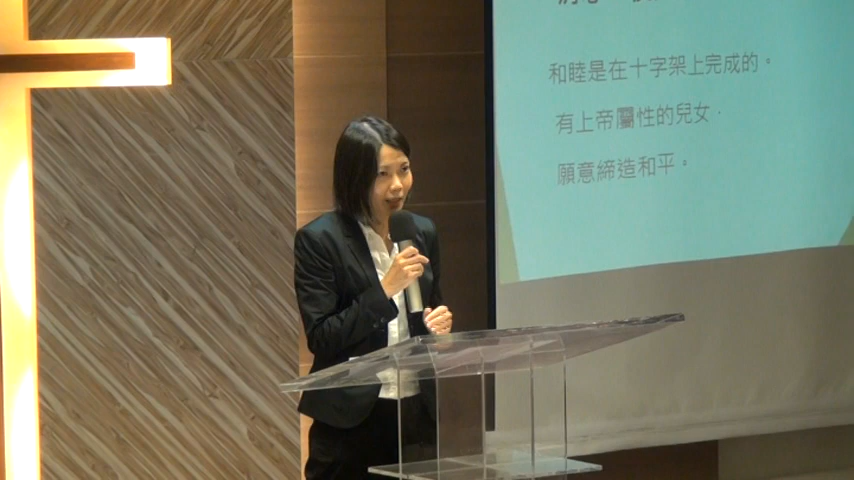 和睦是在十字架上完成的。
有上帝屬性的兒女．
願意締造和平。